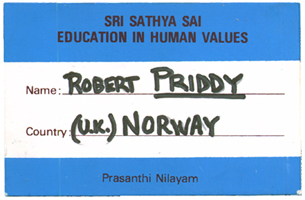 SRI SATHYA SAI
EDUCATION IN HUMAN VALUES
Name: ROBERT PRIDDY
Country: (U.K.) NORWAY
Prasanthi Nilayam